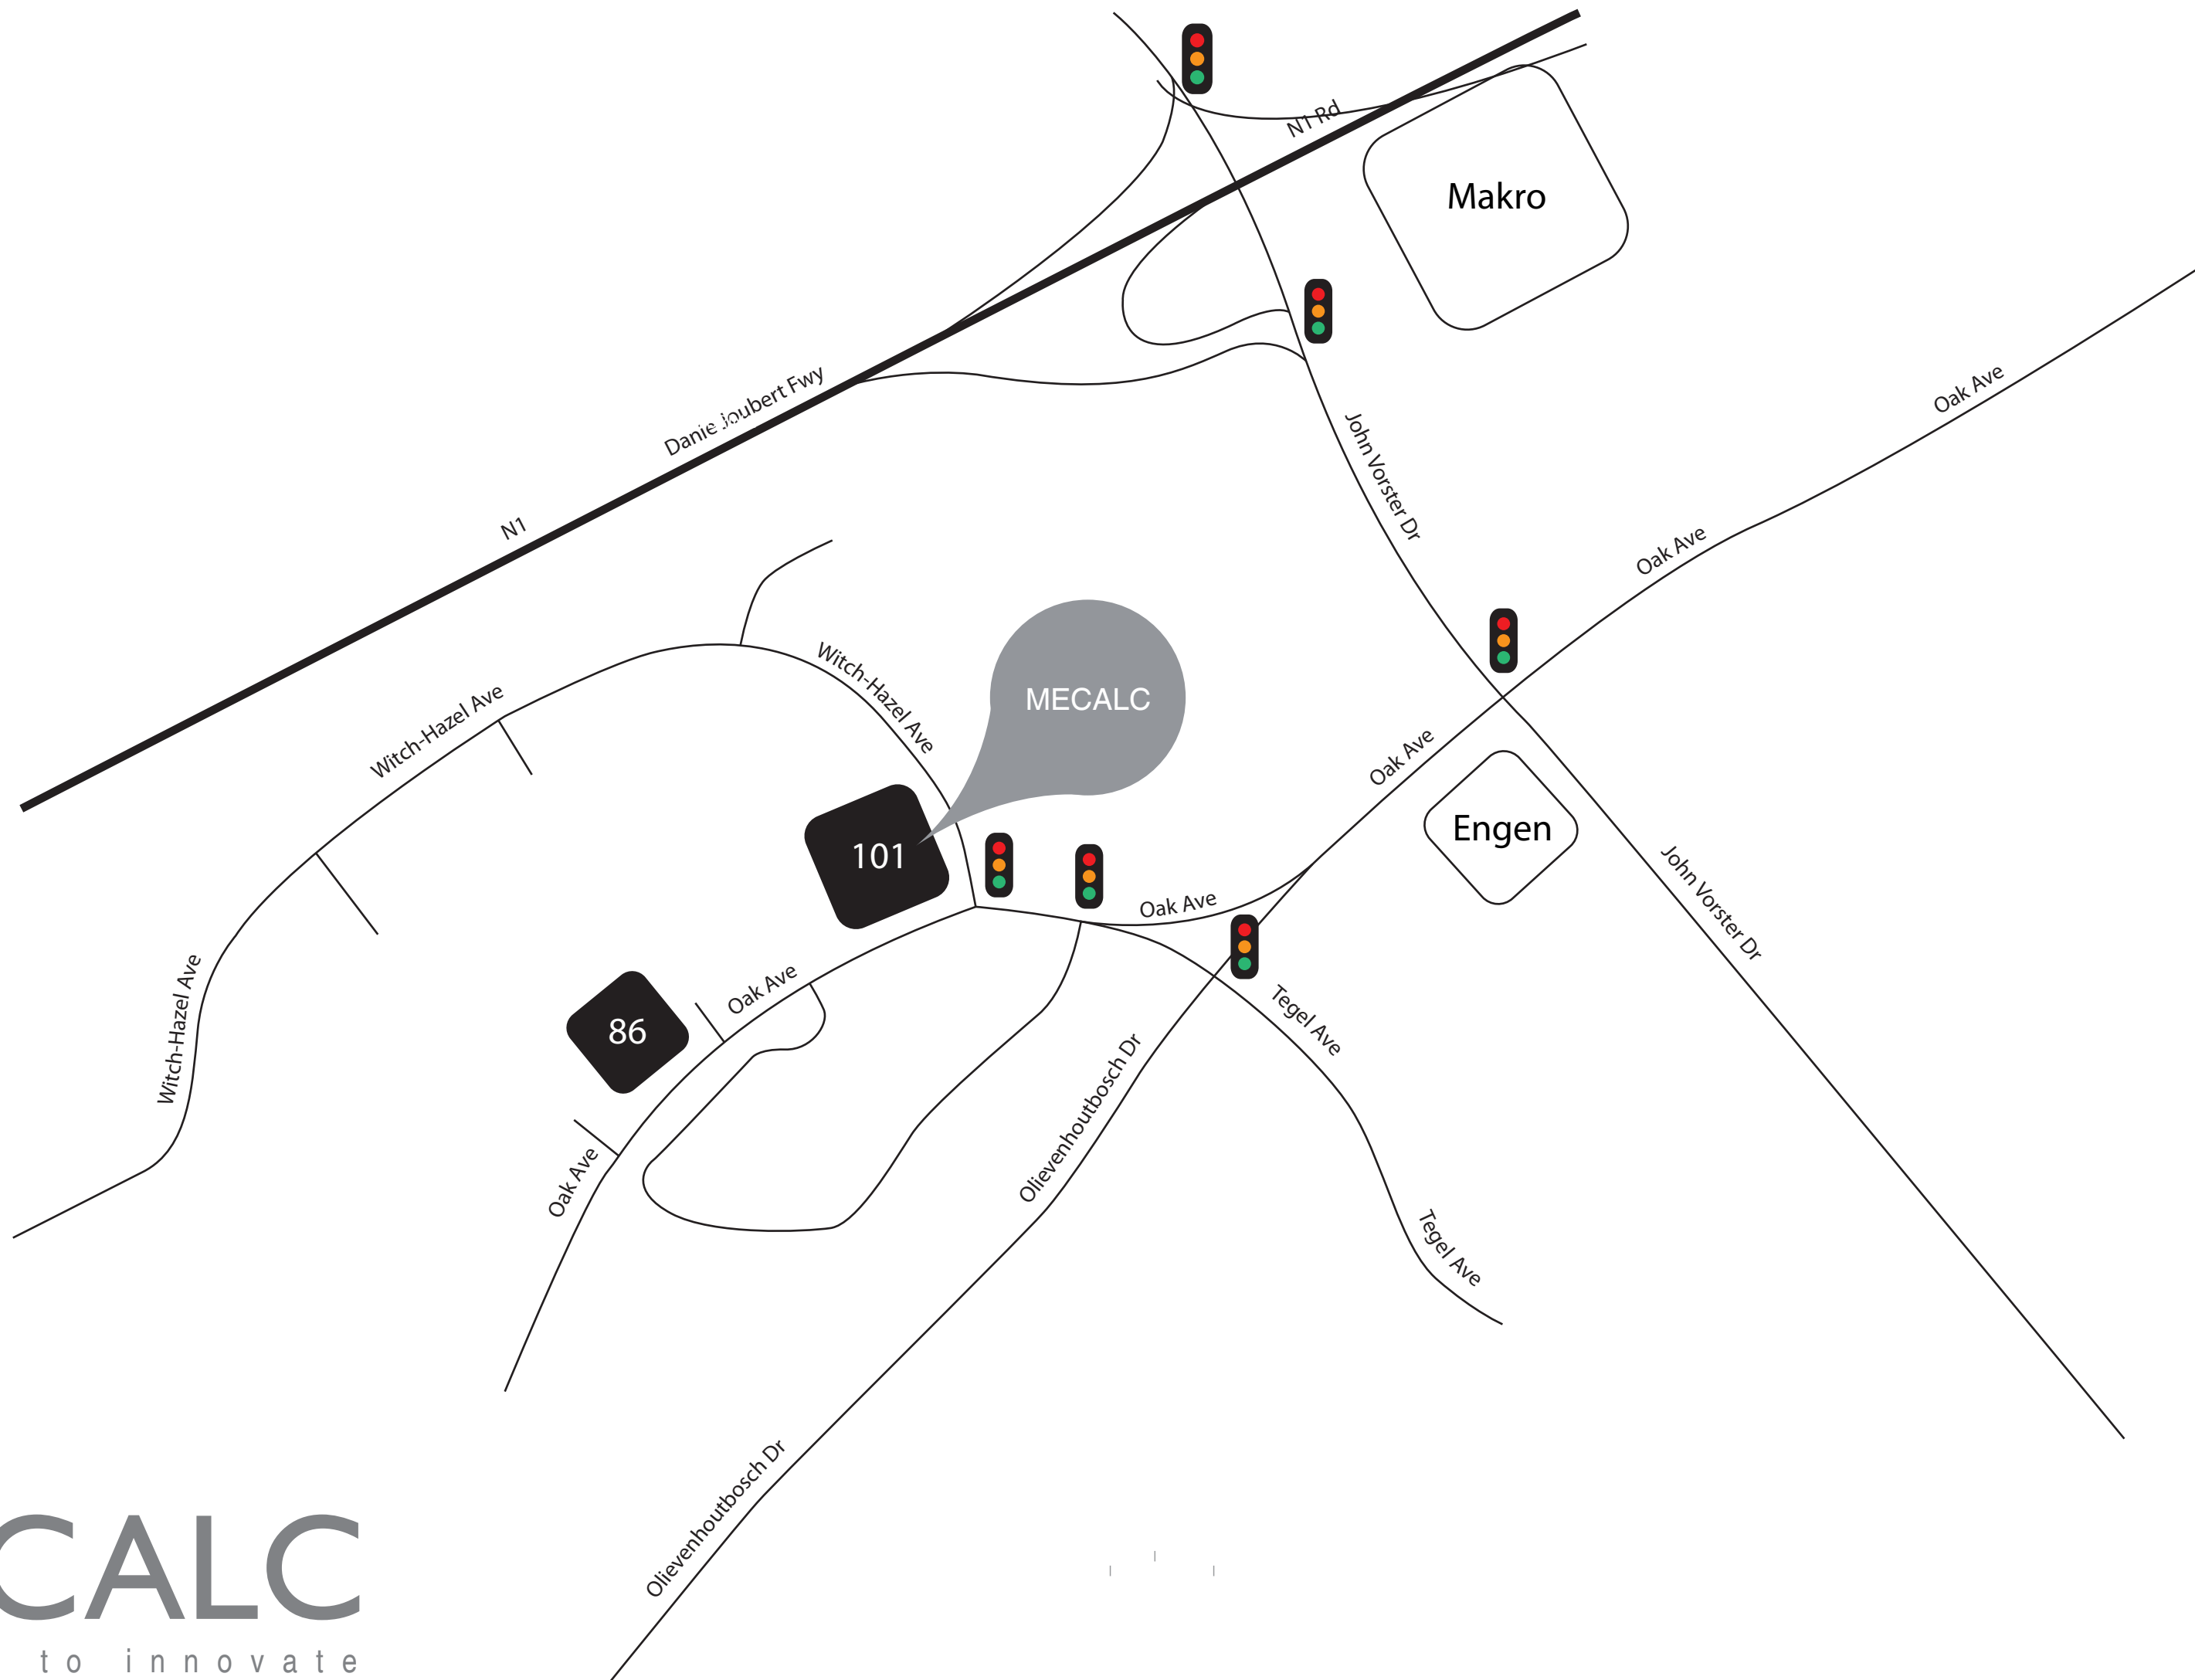 N1 Rd
Makro
Danie Joubert Fwy
Oak Ave
John Vorster Dr
N1
Oak Ave
Witch-Hazel Ave
Witch-Hazel Ave
MECALC
Oak Ave
Engen
101
John Vorster Dr
Oak Ave
Witch-Hazel Ave
Oak Ave
86
Tegel Ave
Olievenhoutbosch Dr
Oak Ave
Tegel Ave
Olievenhoutbosch Dr
CALC
to innovate